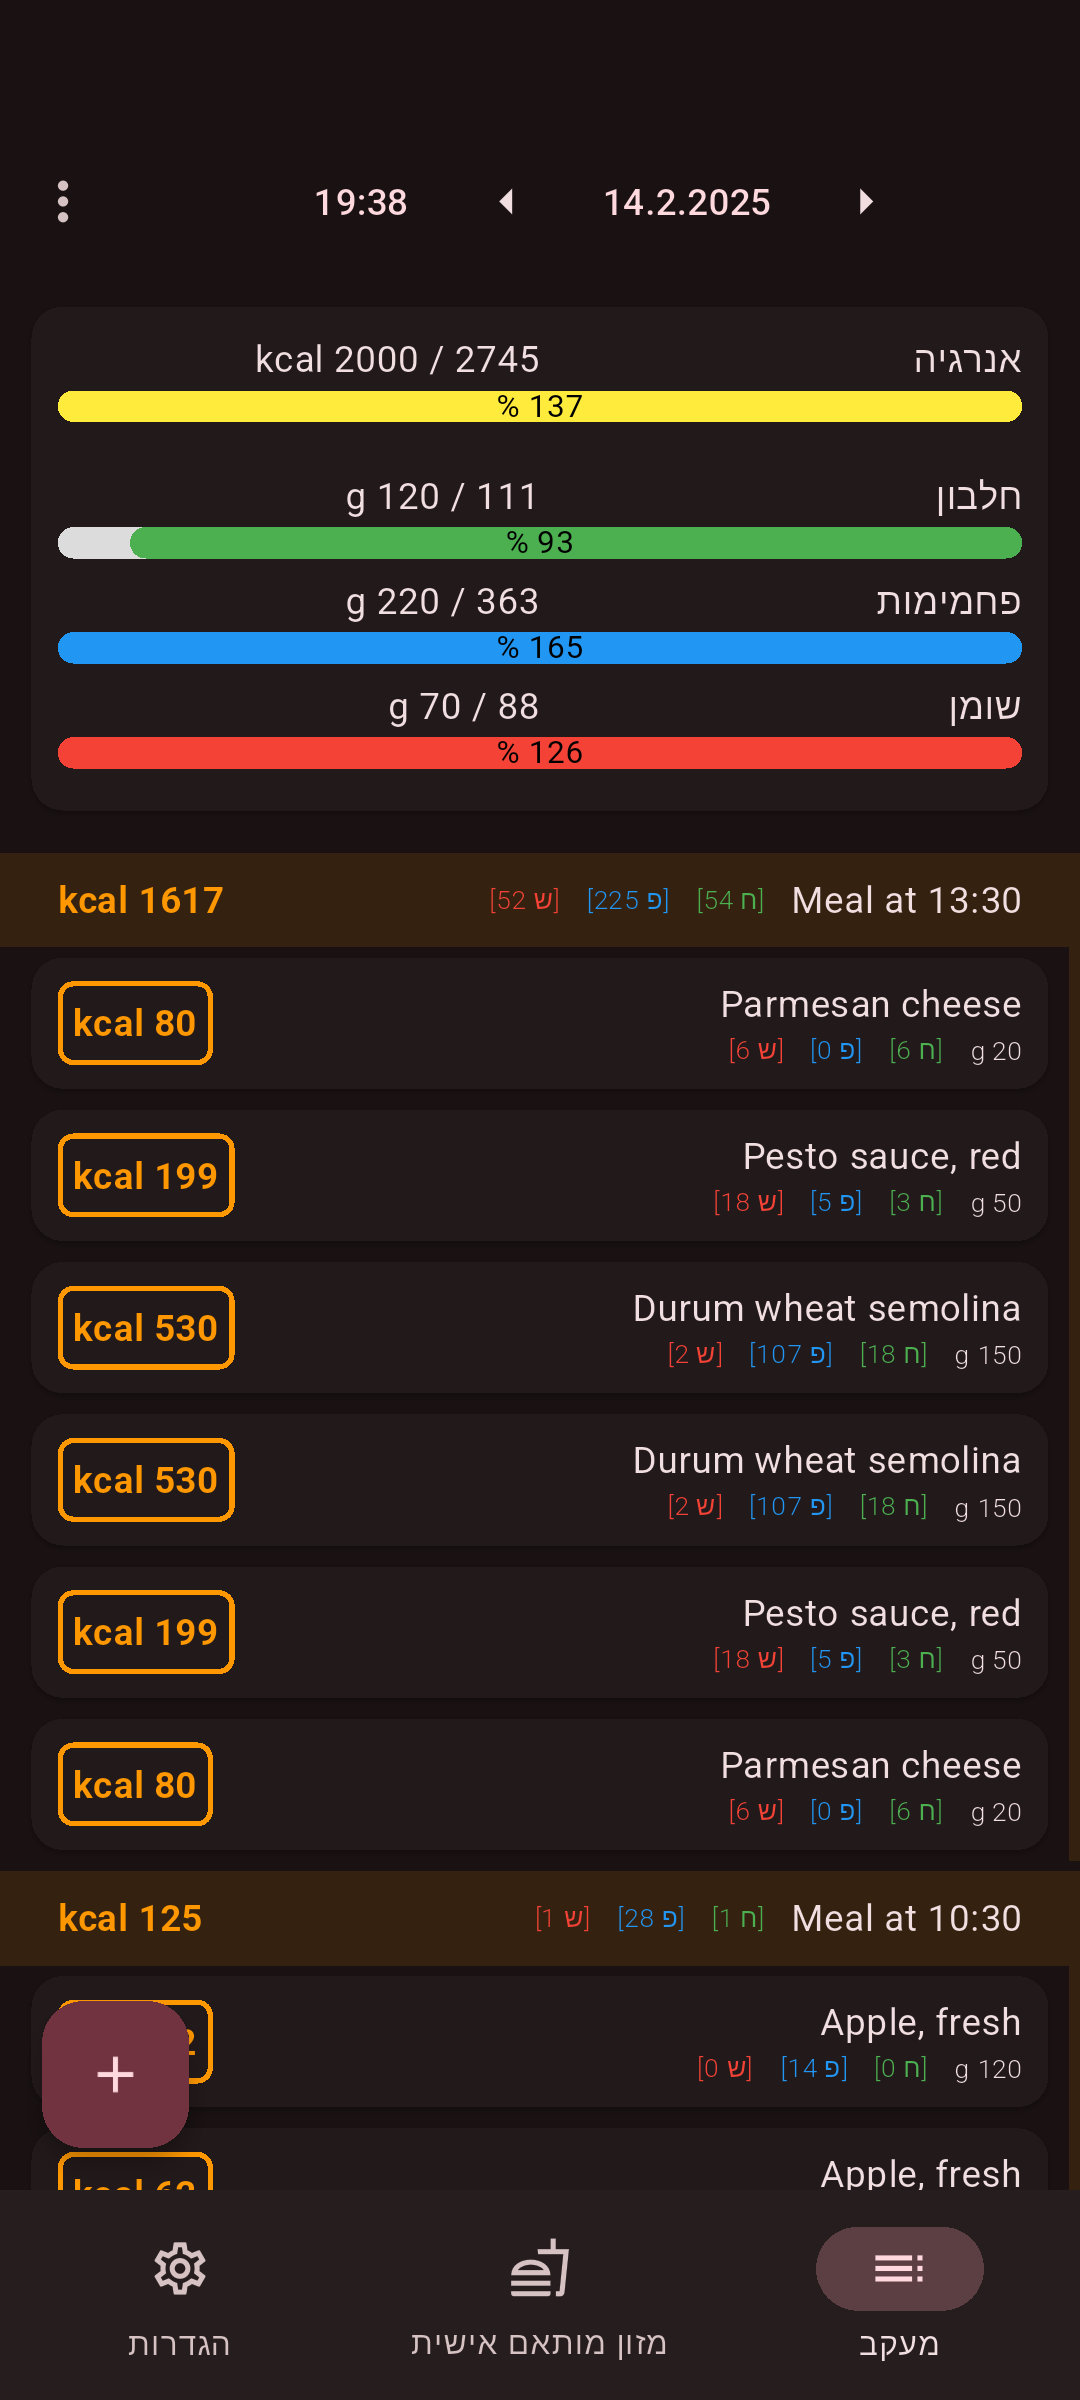 19:38
14.2.2025
אנרגיה
kcal 2000 / 2745
% 137
חלבון
g 120 / 111
% 93
פחמימות
g 220 / 363
% 165
שומן
g 70 / 88
% 126
Meal at 13:30 [ח 54] [פ 225] [ש 52] kcal 1617
Parmesan cheese
g 20 [ח 6] [פ 0] [ש 6]
kcal 80
Pesto sauce, red
g 50 [ח 3] [פ 5] [ש 18]
kcal 199
Durum wheat semolina
g 150 [ח 18] [פ 107] [ש 2]
kcal 530
Durum wheat semolina
g 150 [ח 18] [פ 107] [ש 2]
kcal 530
Pesto sauce, red
g 50 [ח 3] [פ 5] [ש 18]
kcal 199
Parmesan cheese
g 20 [ח 6] [פ 0] [ש 6]
kcal 80
Meal at 10:30 [ח 1] [פ 28] [ש 1] kcal 125
Apple, fresh
g 120 [ח 0] [פ 14] [ש 0]
Apple, fresh
מעקב
מזון מותאם אישית
הגדרות